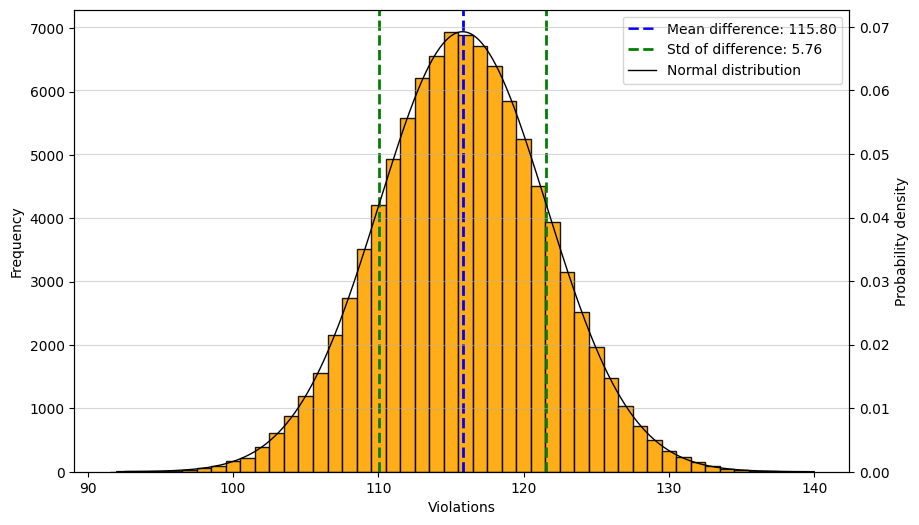 Mean difference: 115.80
Std of difference: 5.76
Normal distribution
7000
6000
5000
4000
3000
2000
1000
0
Frequency
0.07
0.06
0.05
0.04
0.03
0.02
0.01
0.00
Probability density
90 100 110 120 130 140
Violations